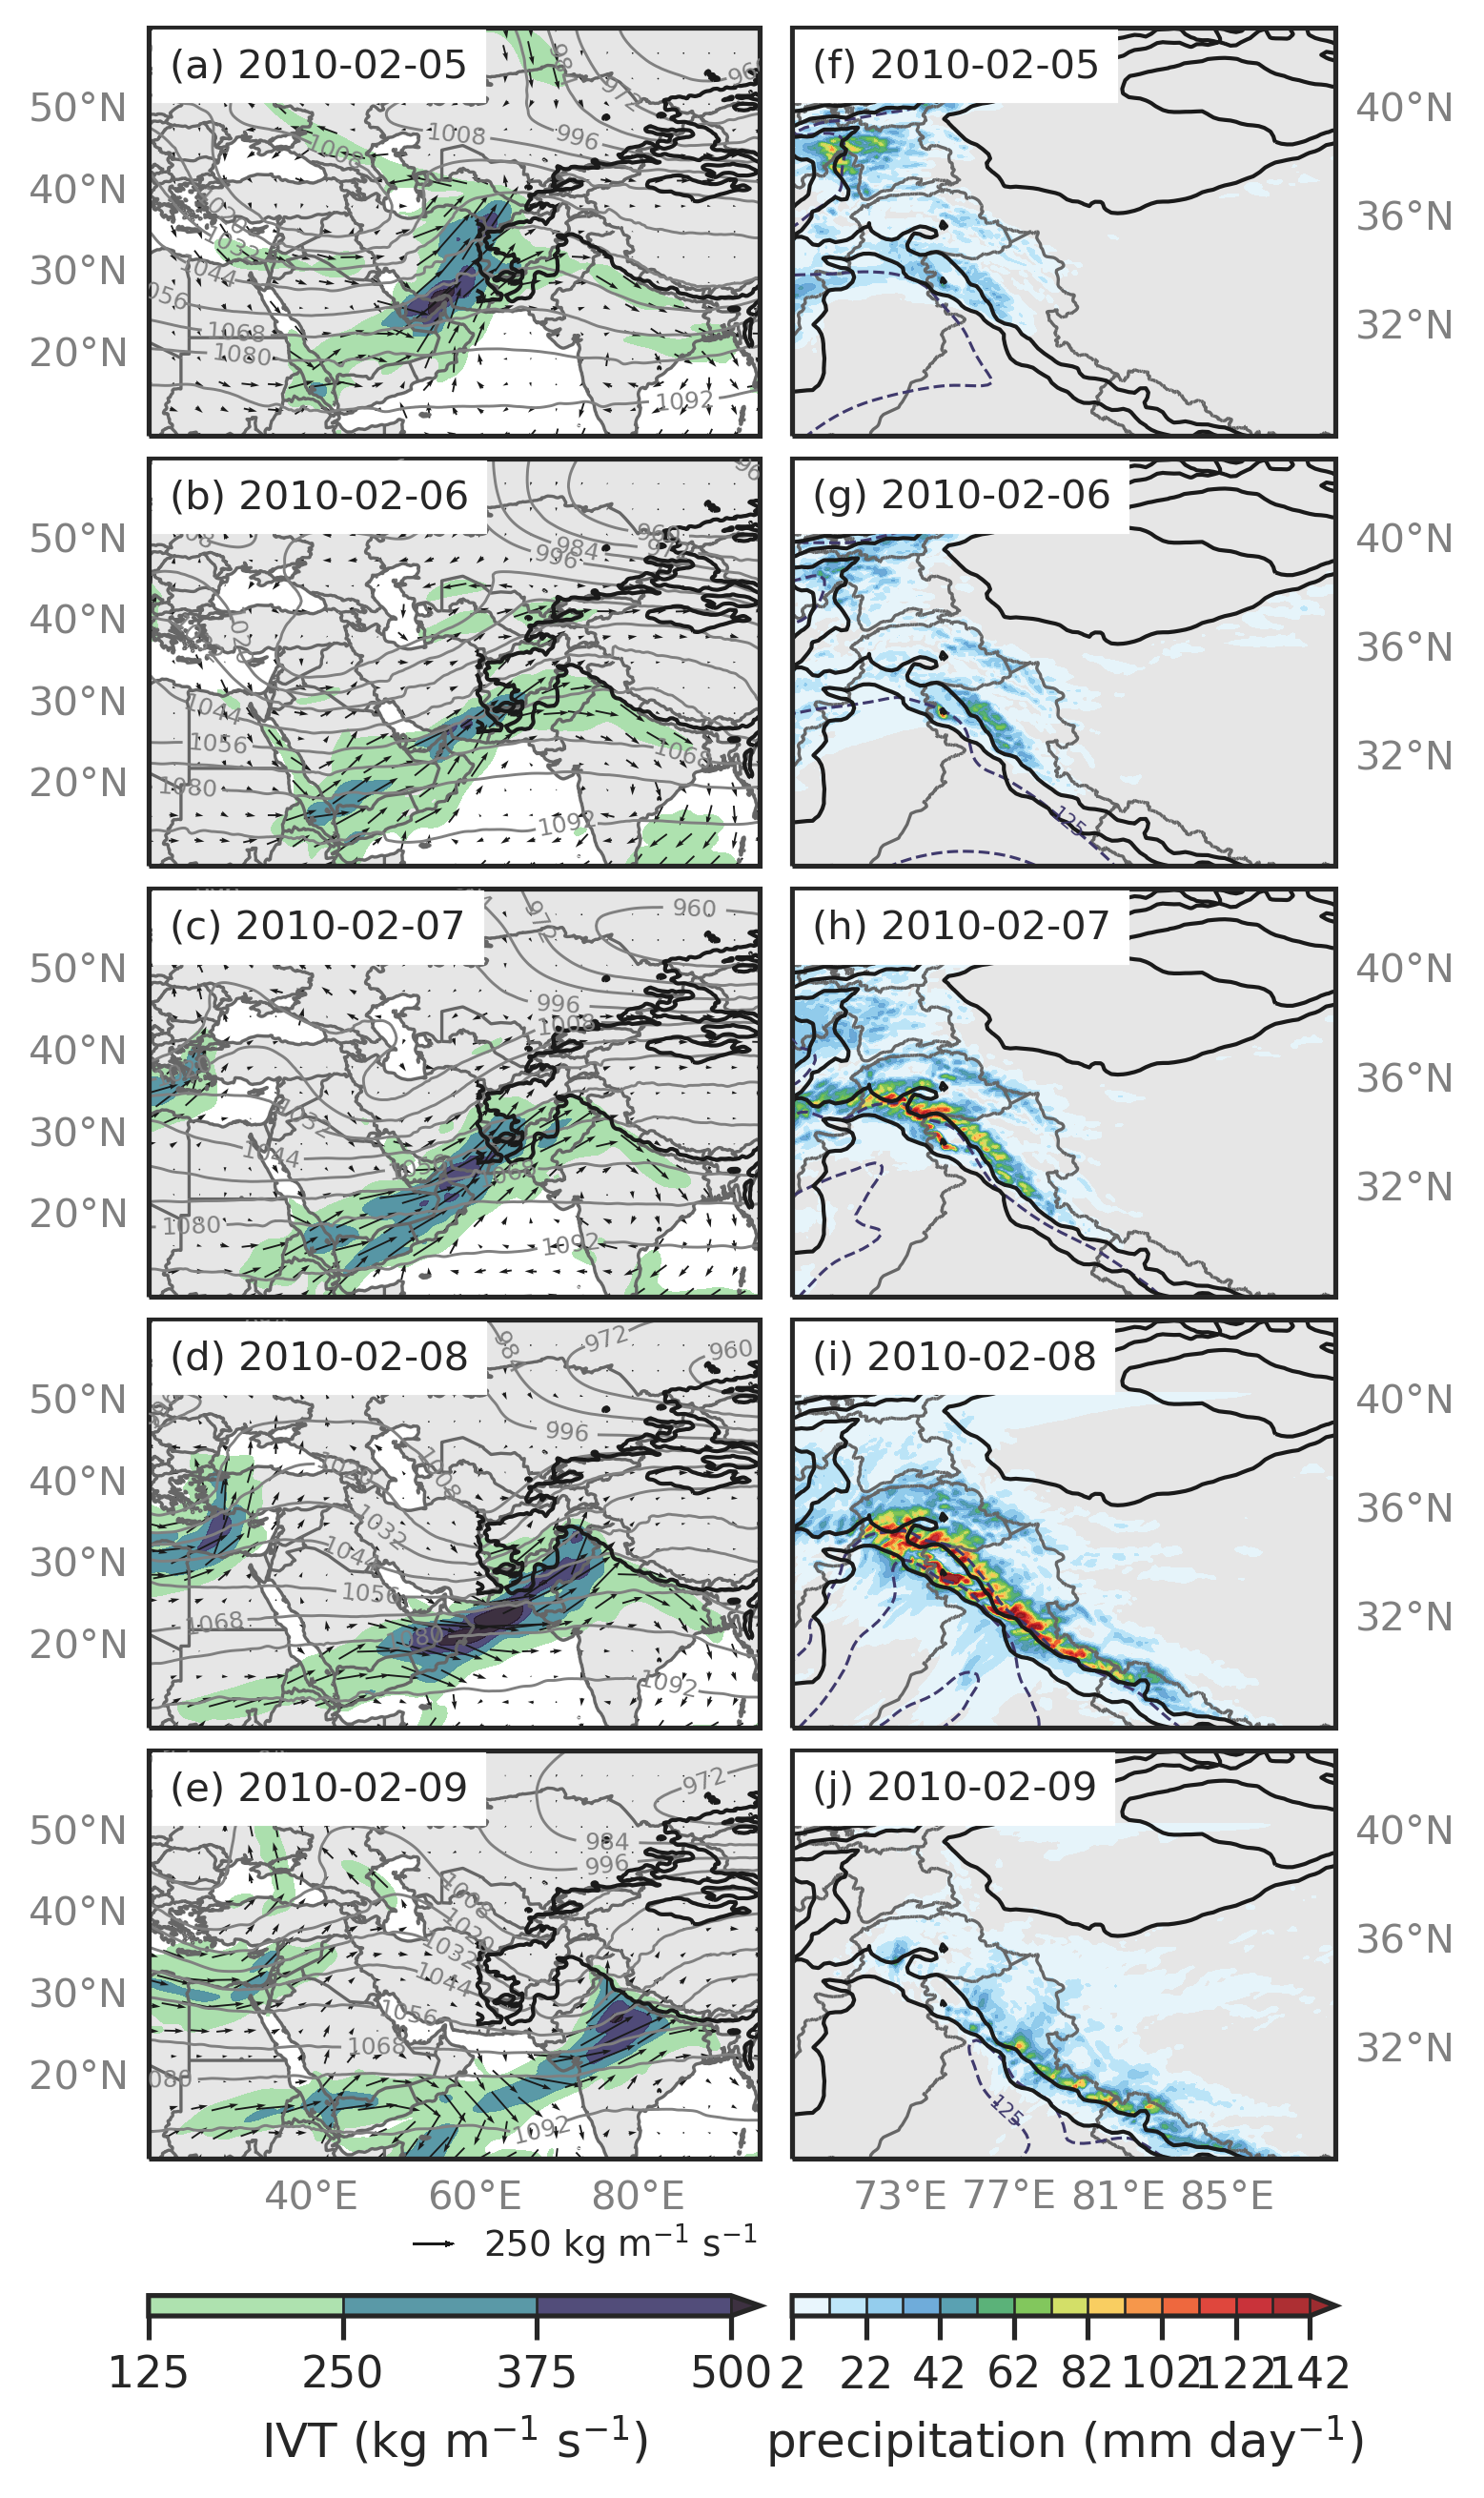 (a) 2010-02-05
50°N
40°N
30°N
20°N
972
996
1008
1008
1044
1068
1080
1092
(f) 2010-02-05
40°N
36°N
32°N
(b) 2010-02-06
50°N
40°N
30°N
20°N
984
996
1044
1056
1068
1080
1092
(g) 2010-02-06
40°N
36°N
32°N
125
(c) 2010-02-07
50°N
40°N
30°N
20°N
960
996
1008
1044
1080
1092
(h) 2010-02-07
40°N
36°N
32°N
(d) 2010-02-08
50°N
40°N
30°N
20°N
984
972
960
996
1008
1032
1044
1056
1068
1080
1092
(i) 2010-02-08
40°N
36°N
32°N
(e) 2010-02-09
50°N
40°N
30°N
20°N
972
984
996
1008
1020
1032
1044
1056
1068
1092
(j) 2010-02-09
40°N
36°N
32°N
125
40°E 60°E 80°E
73°E 77°E 81°E 85°E
250 kg m⁻¹ s⁻¹
125 250 375 500
IVT (kg m⁻¹ s⁻¹)
2 22 42 62 82 102 122 142
precipitation (mm day⁻¹)